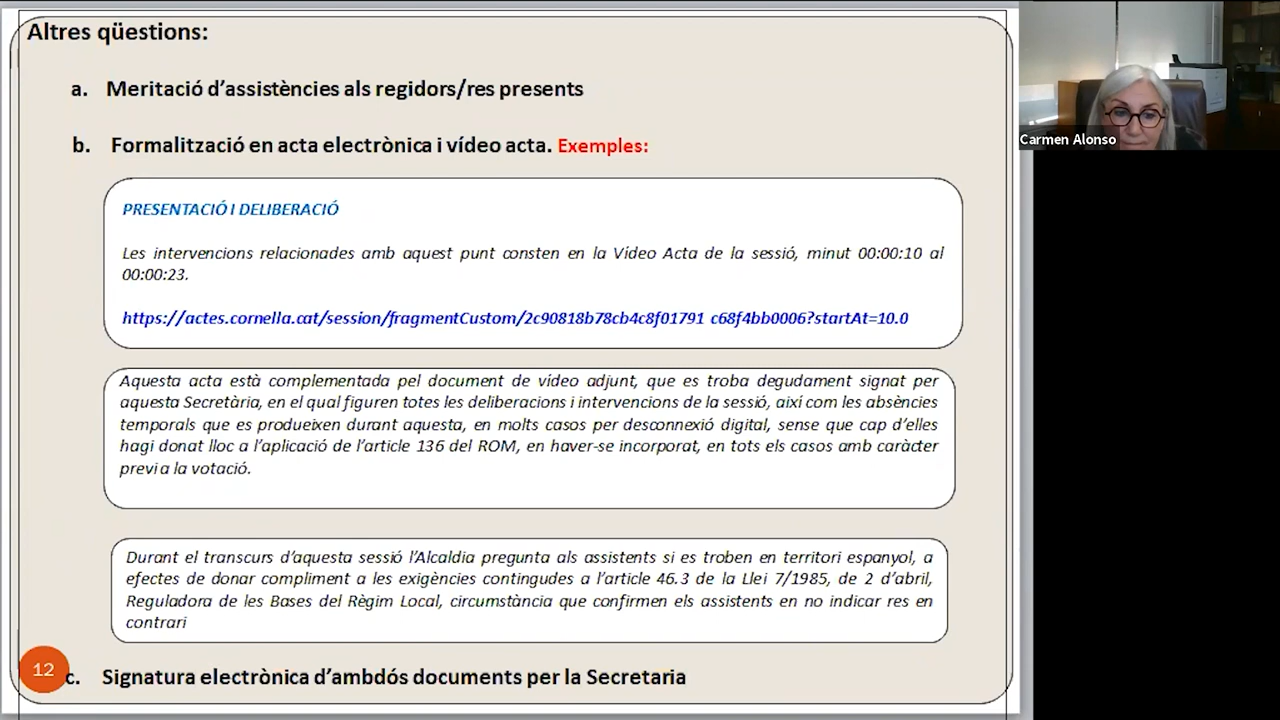 Altres qüestions:
a. Meritació d'assistències als regidors/res presents
b. Formalització en acta electrònica i vídeo acta. Exemples:
PRESENTACIÓ I DELIBERACIÓ
Les intervencions relacionades amb aquest punt consten en la Vídeo Acta de la sessió, minut 00:00:10 al
00:00:23.
https://actes.cornella.cat/session/fragmentCustom/2c90818b78cb4c8f01791 c68f4bb0006?startAt=10.0
Aquesta acta està complementada pel document de vídeo adjunt, que es troba degudament signat per
aquesta Secretària, en el qual figuren totes les deliberacions i intervencions de la sessió, així com les absències
temporals que es produeixen durant aquesta, en molts casos per desconnexió digital, sense que cap d'elles
hagi donat lloc a l'aplicació de l'article 136 del ROM, en haver-se incorporat, en tots els casos amb caràcter
previ a la votació.
Durant el transcurs d'aquesta sessió l'Alcaldia pregunta als assistents si es troben en territori espanyol, a
efectes de donar compliment a les exigències contingudes a l'article 46.3 de la Llei 7/1985, de 2 d'abril,
Reguladora de les Bases del Règim Local, circumstància que confirmen els assistents en no indicar res en
contrari
12
c. Signatura electrònica d'ambdós documents per la Secretaria
Carmen Alonso